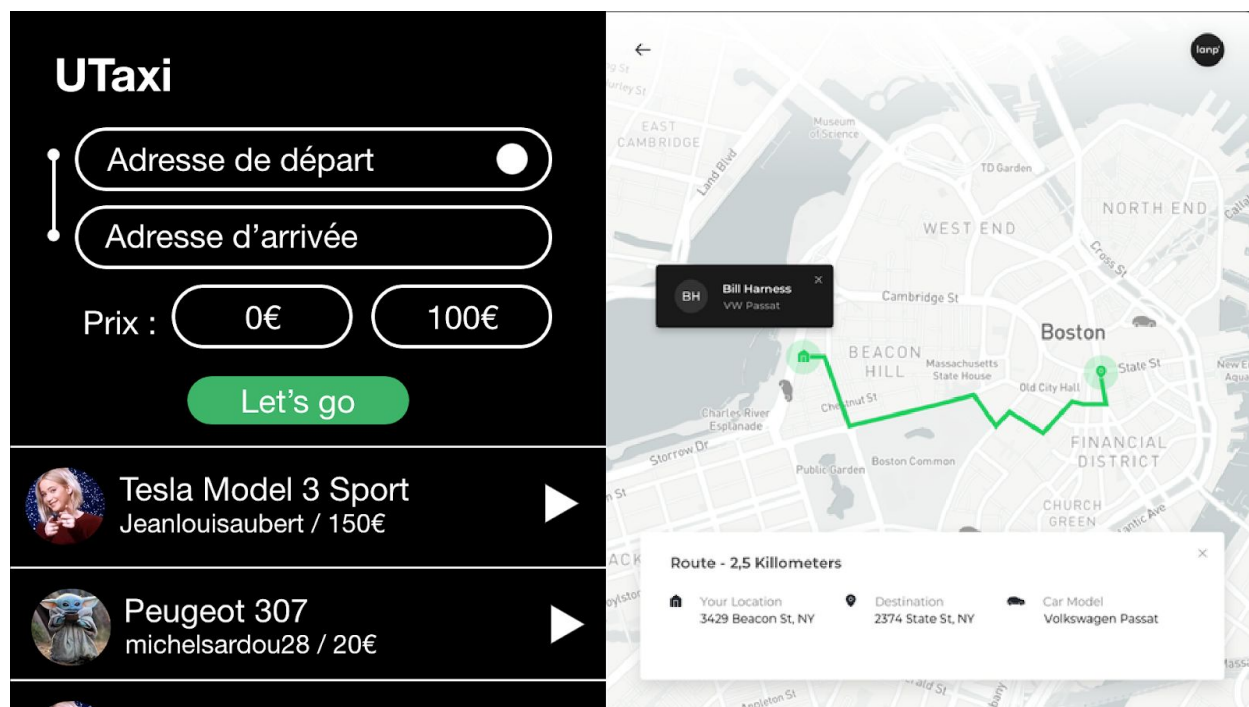 UTaxi
Adresse de départ
Adresse d'arrivée
Prix :
0€
100€
Let's go
Tesla Model 3 Sport
Jeanlouisaubert / 150€
Peugeot 307
michelsardou28 / 20€
lanp'
EAST
CAMBRIDGE
Museum
of Science
Land Blvd
TD Garden
NORTH END
WEST END
Cross St
BH
Bill Harness
VW Passat
Cambridge St
Boston
BEACON
HILL
Massachusetts
State House
State St
Old City Hall
Chestnut St
Charles River
Esplanade
FINANCIAL
DISTRICT
Storrow Dr
Public Garden
Boston Common
CHURCH
GREEN
Route - 2,5 Killometers
Your Location
3429 Beacon St, NY
Destination
2374 State St, NY
Car Model
Volkswagen Passat